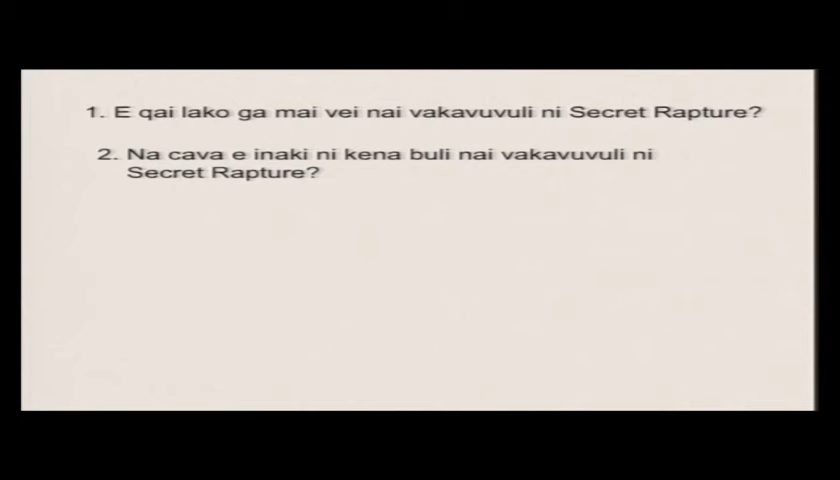 1. E qai lako ga mai vei nai vakavuvuli ni Secret Rapture?
2. Na cava e inaki ni kena buli nai vakavuvuli ni
Secret Rapture?